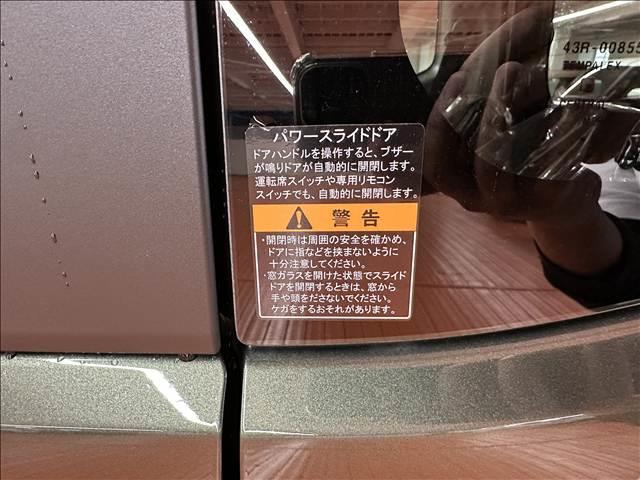 43R-00855
TEMPALEX
CENTRAL
パワースライドドア
ドアハンドルを操作すると、ブザー
が鳴りドアが自動的に開閉します。
運転席スイッチや専用リモコン
スイッチでも、自動的に開閉します。
警告
・開閉時は周囲の安全を確かめ、
ドアに指などを挟まないように
十分注意してください。
・窓ガラスを開けた状態でスライド
ドアを開閉するときは、窓から
手や頭をださないでください。
ケガをするおそれがあります。